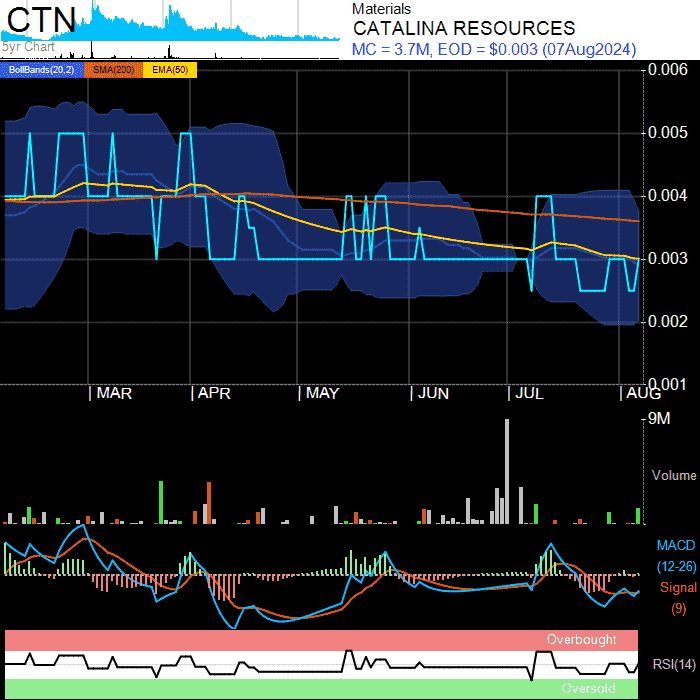 CTN
5yr Chart
Materials
CATALINA RESOURCES
MC = 3.7M, EOD = $0.003 (07Aug2024)
BollBands(20,2) SMA(200) EMA(50)
0.006
0.005
0.004
0.003
0.002
0.001
MAR APR MAY JUN JUL AUG
9M
Volume
MACD
(12-26)
Signal
(9)
Overbought
RSI(14)
Oversold